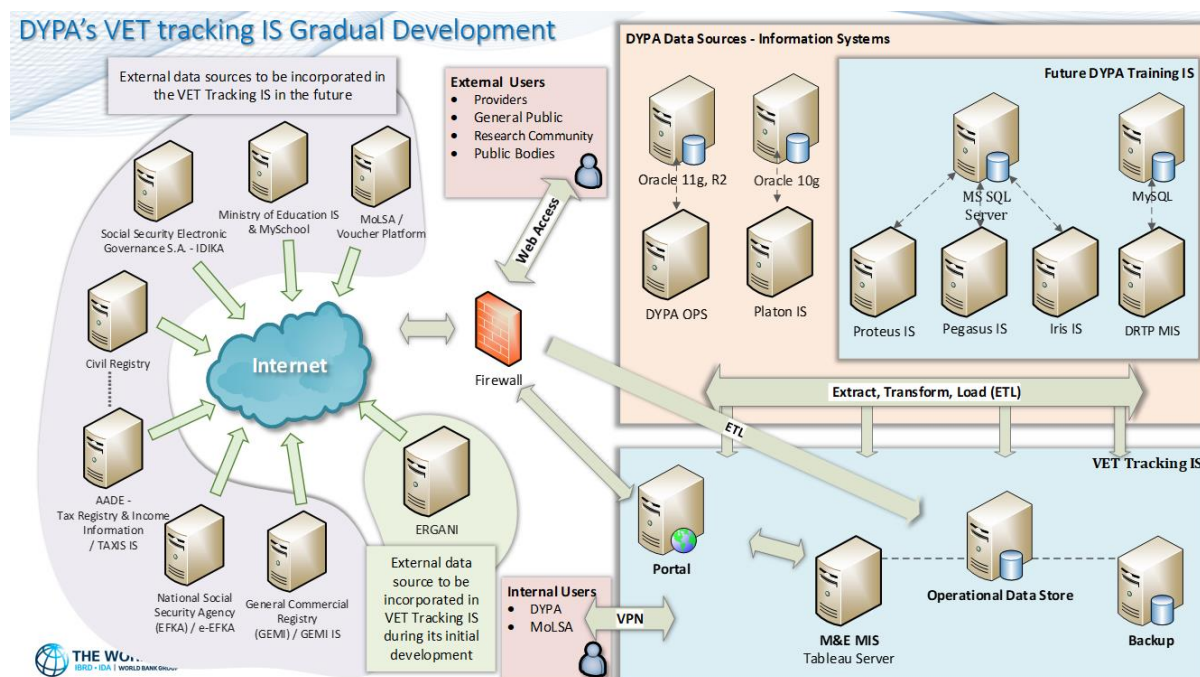 DYPA's VET tracking IS Gradual Development
External data sources to be incorporated in
the VET Tracking IS in the future
Social Security Electronic
Governance S.A. - IDIKA
Ministry of Education IS
& MySchool
MoLSA /
Voucher Platform
Civil Registry
AADE -
Tax Registry & Income
Information
/ TAXIS IS
National Social
Security Agency
(EFKA) / e-EFKA
General Commercial
Registry
(GEMI) / GEMI IS
Internet
ERGANI
External data
source to be
incorporated in
VET Tracking IS
during its initial
development
External Users
• Providers
• General Public
• Research Community
• Public Bodies
Web Access
Firewall
Internal Users
• DYPA
• MoLSA
VPN
ETL
DYPA Data Sources - Information Systems
Oracle 11g, R2
Oracle 10g
DYPA OPS
Platon IS
Future DYPA Training IS
MS SQL
Server
MySQL
Proteus IS
Pegasus IS
Iris IS
DRTP MIS
Extract, Transform, Load (ETL)
VET Tracking IS
Portal
M&E MIS
Tableau Server
Operational Data Store
Backup
THE WOR
IBRD • IDA | WORLD BANK GROUP